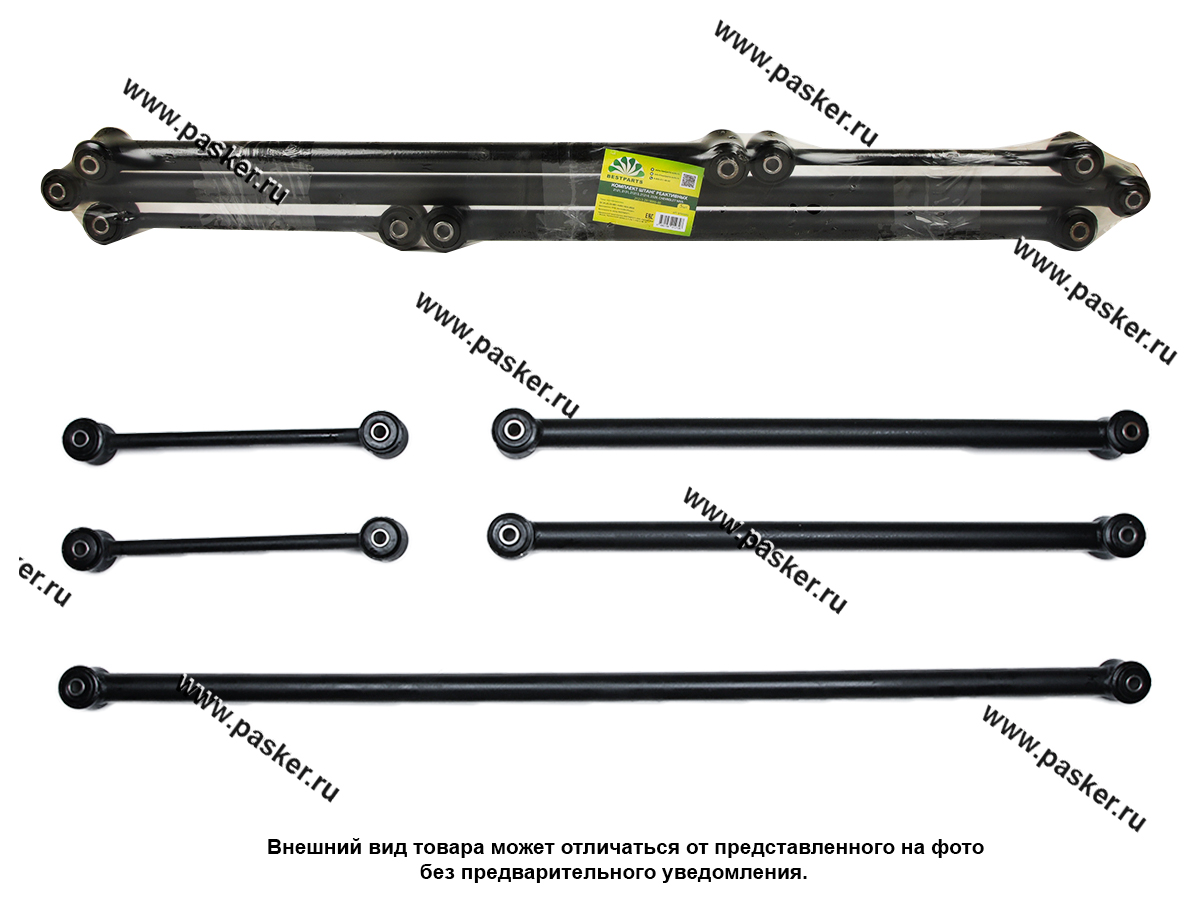 www.pasker.ru
www.pasker.ru
BESTPARTS
КОМПЛЕКТ ШТАНГ РЕАКТИВНЫХ
EAC
www.pasker.ru
www.pasker.ru
www.pasker.ru
ker.ru
www.pasker.ru
www.pasker.ru
Внешний вид товара может отличаться от представленного на фото
без предварительного уведомления.